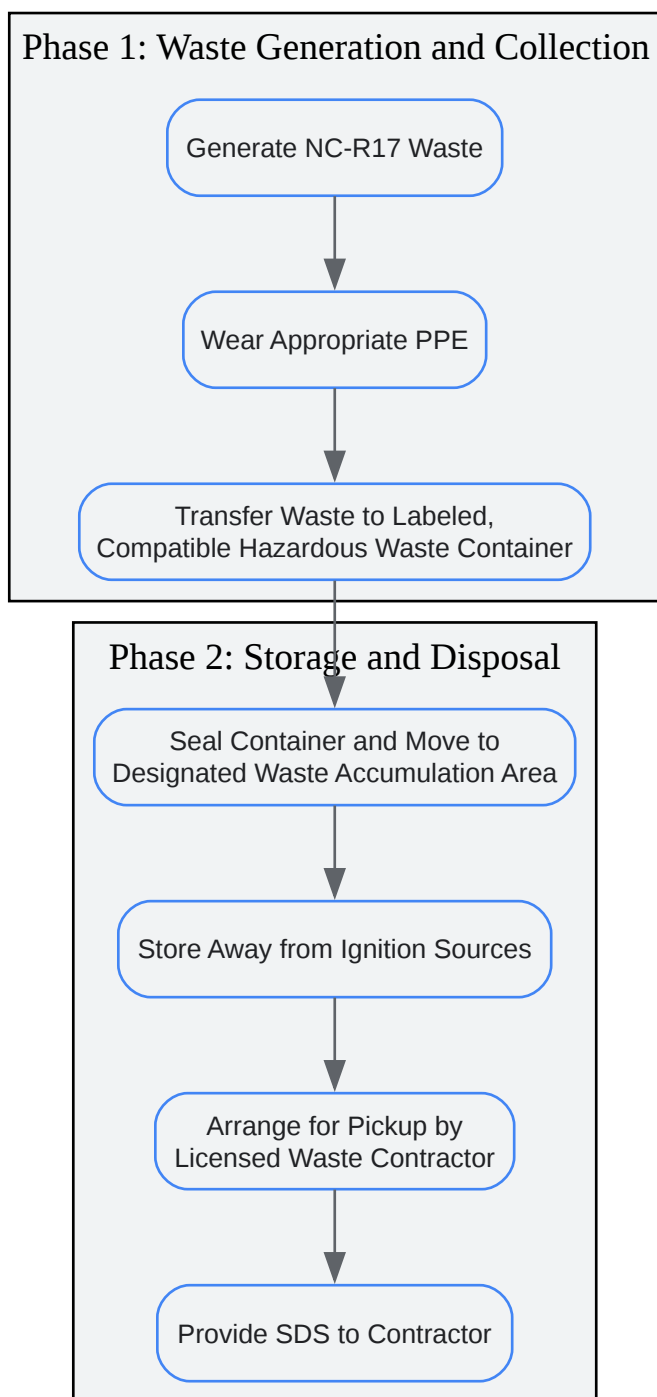 Phase 1: Waste Generation and Collection
Generate NC-R17 Waste
Wear Appropriate PPE
Transfer Waste to Labeled,
Compatible Hazardous Waste Container
Phase 2: Storage and Disposal
Seal Container and Move to
Designated Waste Accumulation Area
Store Away from Ignition Sources
Arrange for Pickup by
Licensed Waste Contractor
Provide SDS to Contractor